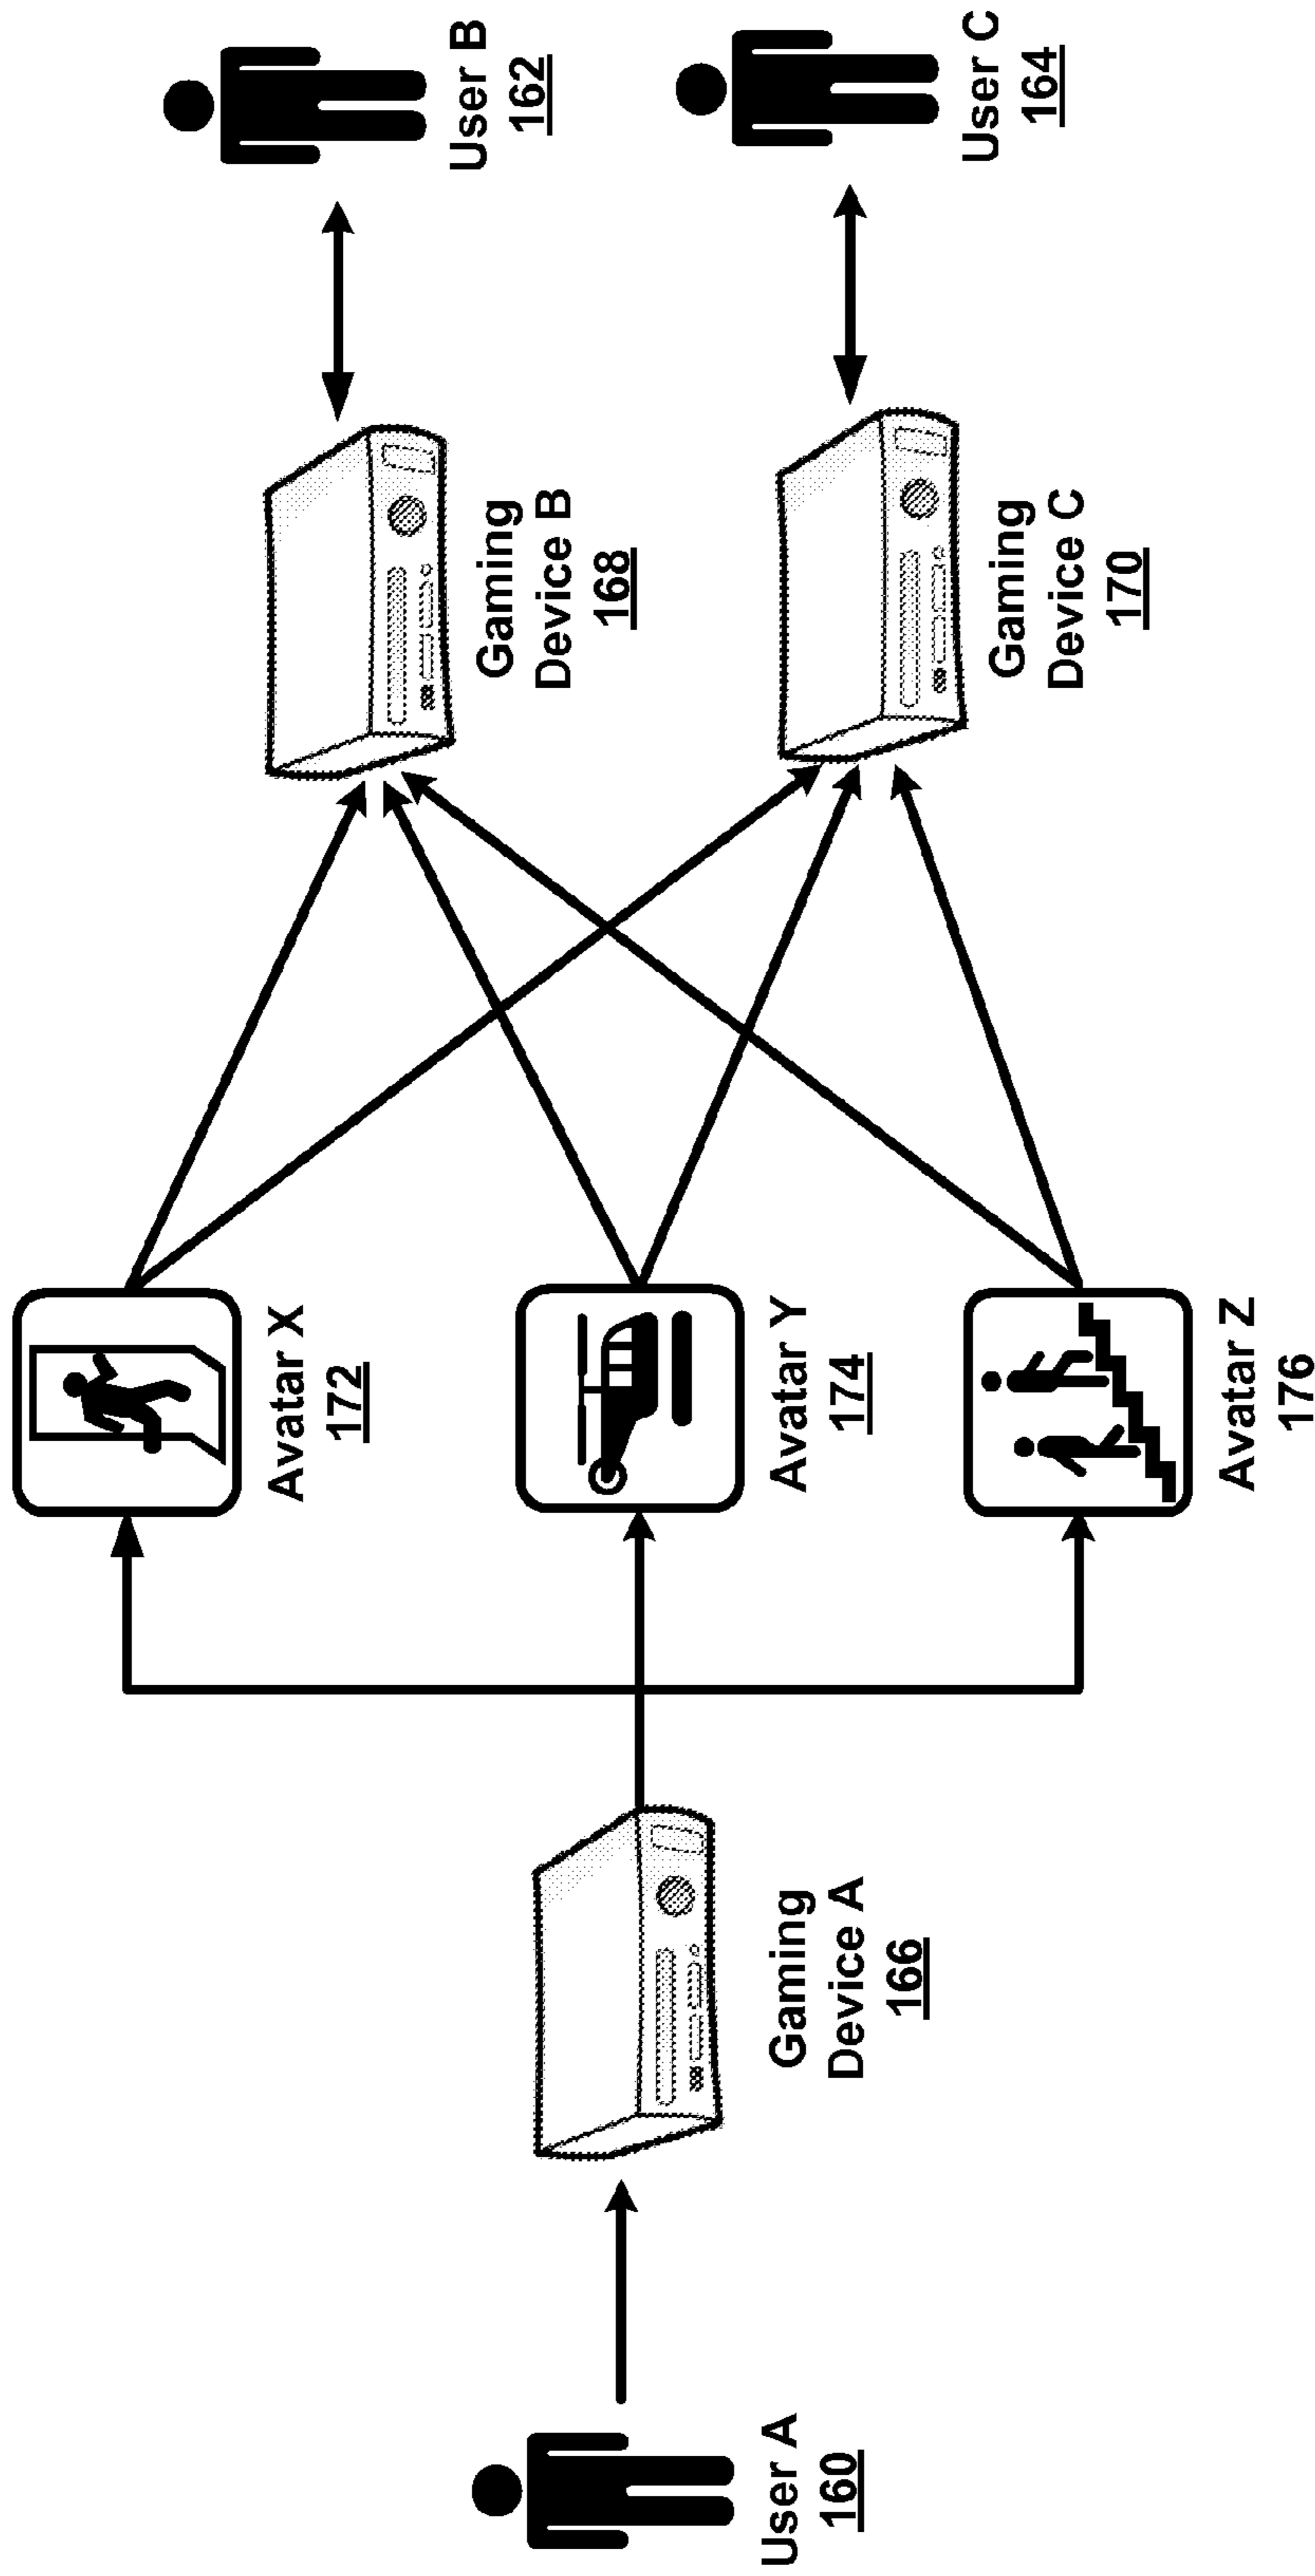 User A
160
Gaming
Device A
166
Avatar X
172
Avatar Y
174
Avatar Z
176
Gaming
Device B
168
Gaming
Device C
170
User B
162
User C
164